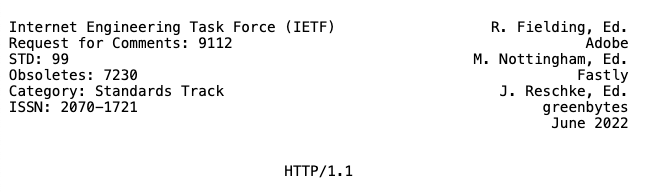 Internet Engineering Task Force (IETF) R. Fielding, Ed.
Request for Comments: 9112 Adobe
STD: 99 M. Nottingham, Ed.
Obsoletes: 7230 Fastly
Category: Standards Track J. Reschke, Ed.
ISSN: 2070-1721 greenbytes
June 2022
HTTP/1.1